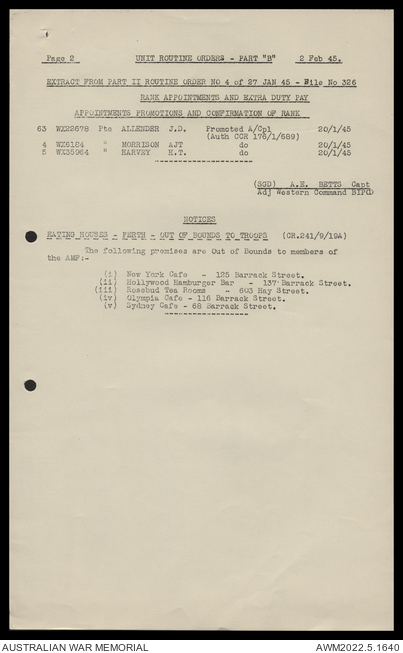 Page 2 UNIT ROUTINE ORDERS - PART "B" 2 Feb 45.
EXTRACT FROM PART II ROUTINE ORDER NO 4 of 27 JAN 45 - File No 326
RANK APPOINTMENTS AND EXTRA DUTY PAY
APPOINTMENTS PROMOTIONS AND CONFIRMATION OF RANK
63 WX22678 Pte ALLENDER J.D. Promoted A/Cpl 20/1/45
(Auth CCR 176/1/689)
4 WX6184 " MORRISON AJT do 20/1/45
5 WX35964 " HARVEY H.T. do 20/1/45
(SGD) A.H. BETTS Capt
Adj Western Command BIPO)
NOTICES
EATING HOUSES - PERTH - OUT OF BOUNDS TO TROOPS (CR.241/9/19A)
The following premises are Out of Bounds to members of
the AMF:-
(i) New York Cafe - 125 Barrack Street.
(ii) Hollywood Hamburger Bar - 137 Barrack Street.
(iii) Rosebud Tea Rooms - 603 Hay Street.
(iv) Olympia Cafe - 116 Barrack Street.
(v) Sydney Cafe - 68 Barrack Street.
AUSTRALIAN WAR MEMORIAL AWM2022.5.1640